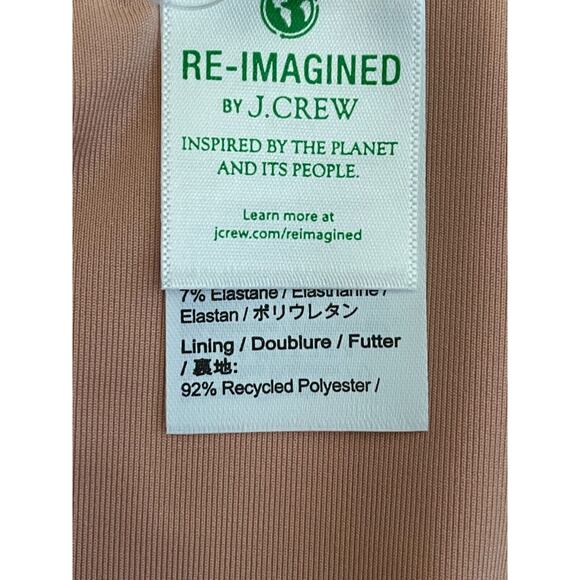 RE-IMAGINED
BY J.CREW
INSPIRED BY THE PLANET
AND ITS PEOPLE.
Learn more at
jcrew.com/reimagined
7% Elastane / Elasthanne /
Elastan / ポリウレタン
Lining / Doublure / Futter
/ 裏地:
92% Recycled Polyester /